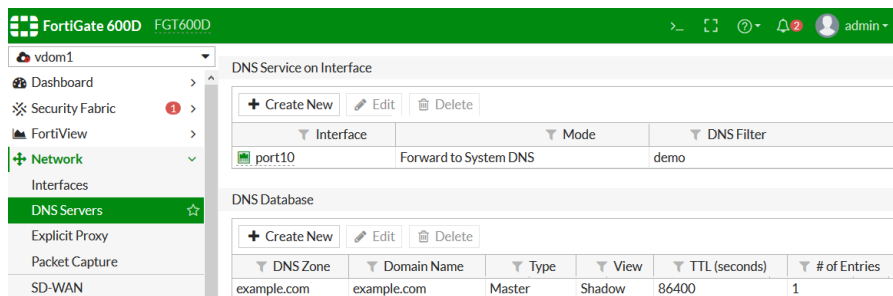 FortiGate 600D FGT600D >_ 2 admin
vdom1
Dashboard
Security Fabric 1
FortiView
Network
Interfaces
DNS Servers
Explicit Proxy
Packet Capture
SD-WAN
DNS Service on Interface
+ Create New Edit Delete
Interface Mode DNS Filter
port10 Forward to System DNS demo
DNS Database
+ Create New Edit Delete
DNS Zone Domain Name Type View TTL (seconds) # of Entries
example.com example.com Master Shadow 86400 1